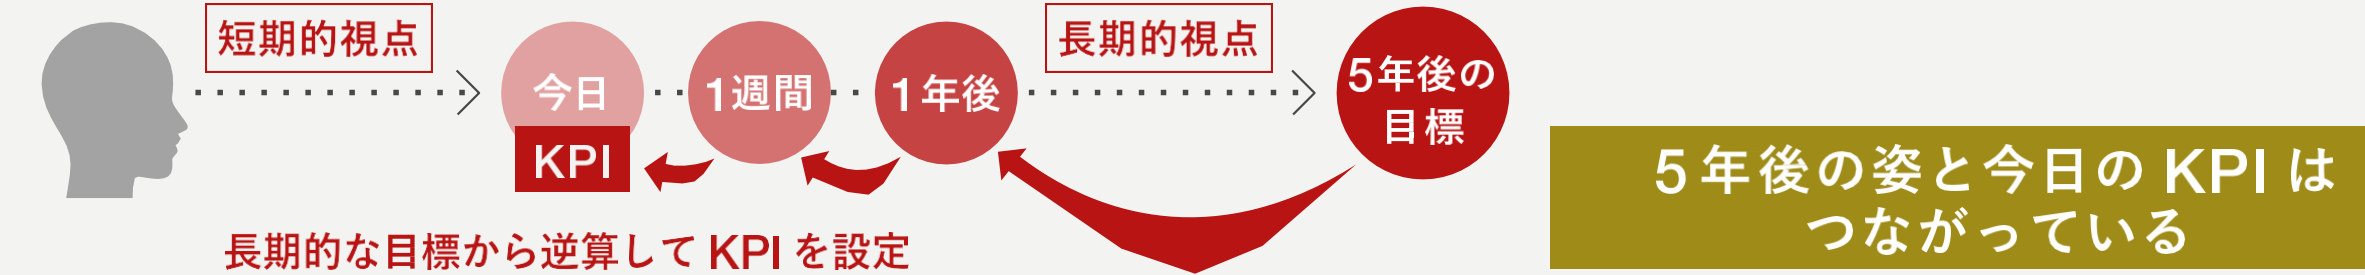 短期的視点
今日
KPI
1週間
1年後
長期的視点
5年後の
目標
長期的な目標から逆算して KPI を設定
5年後の姿と今日の KPI は
つながっている